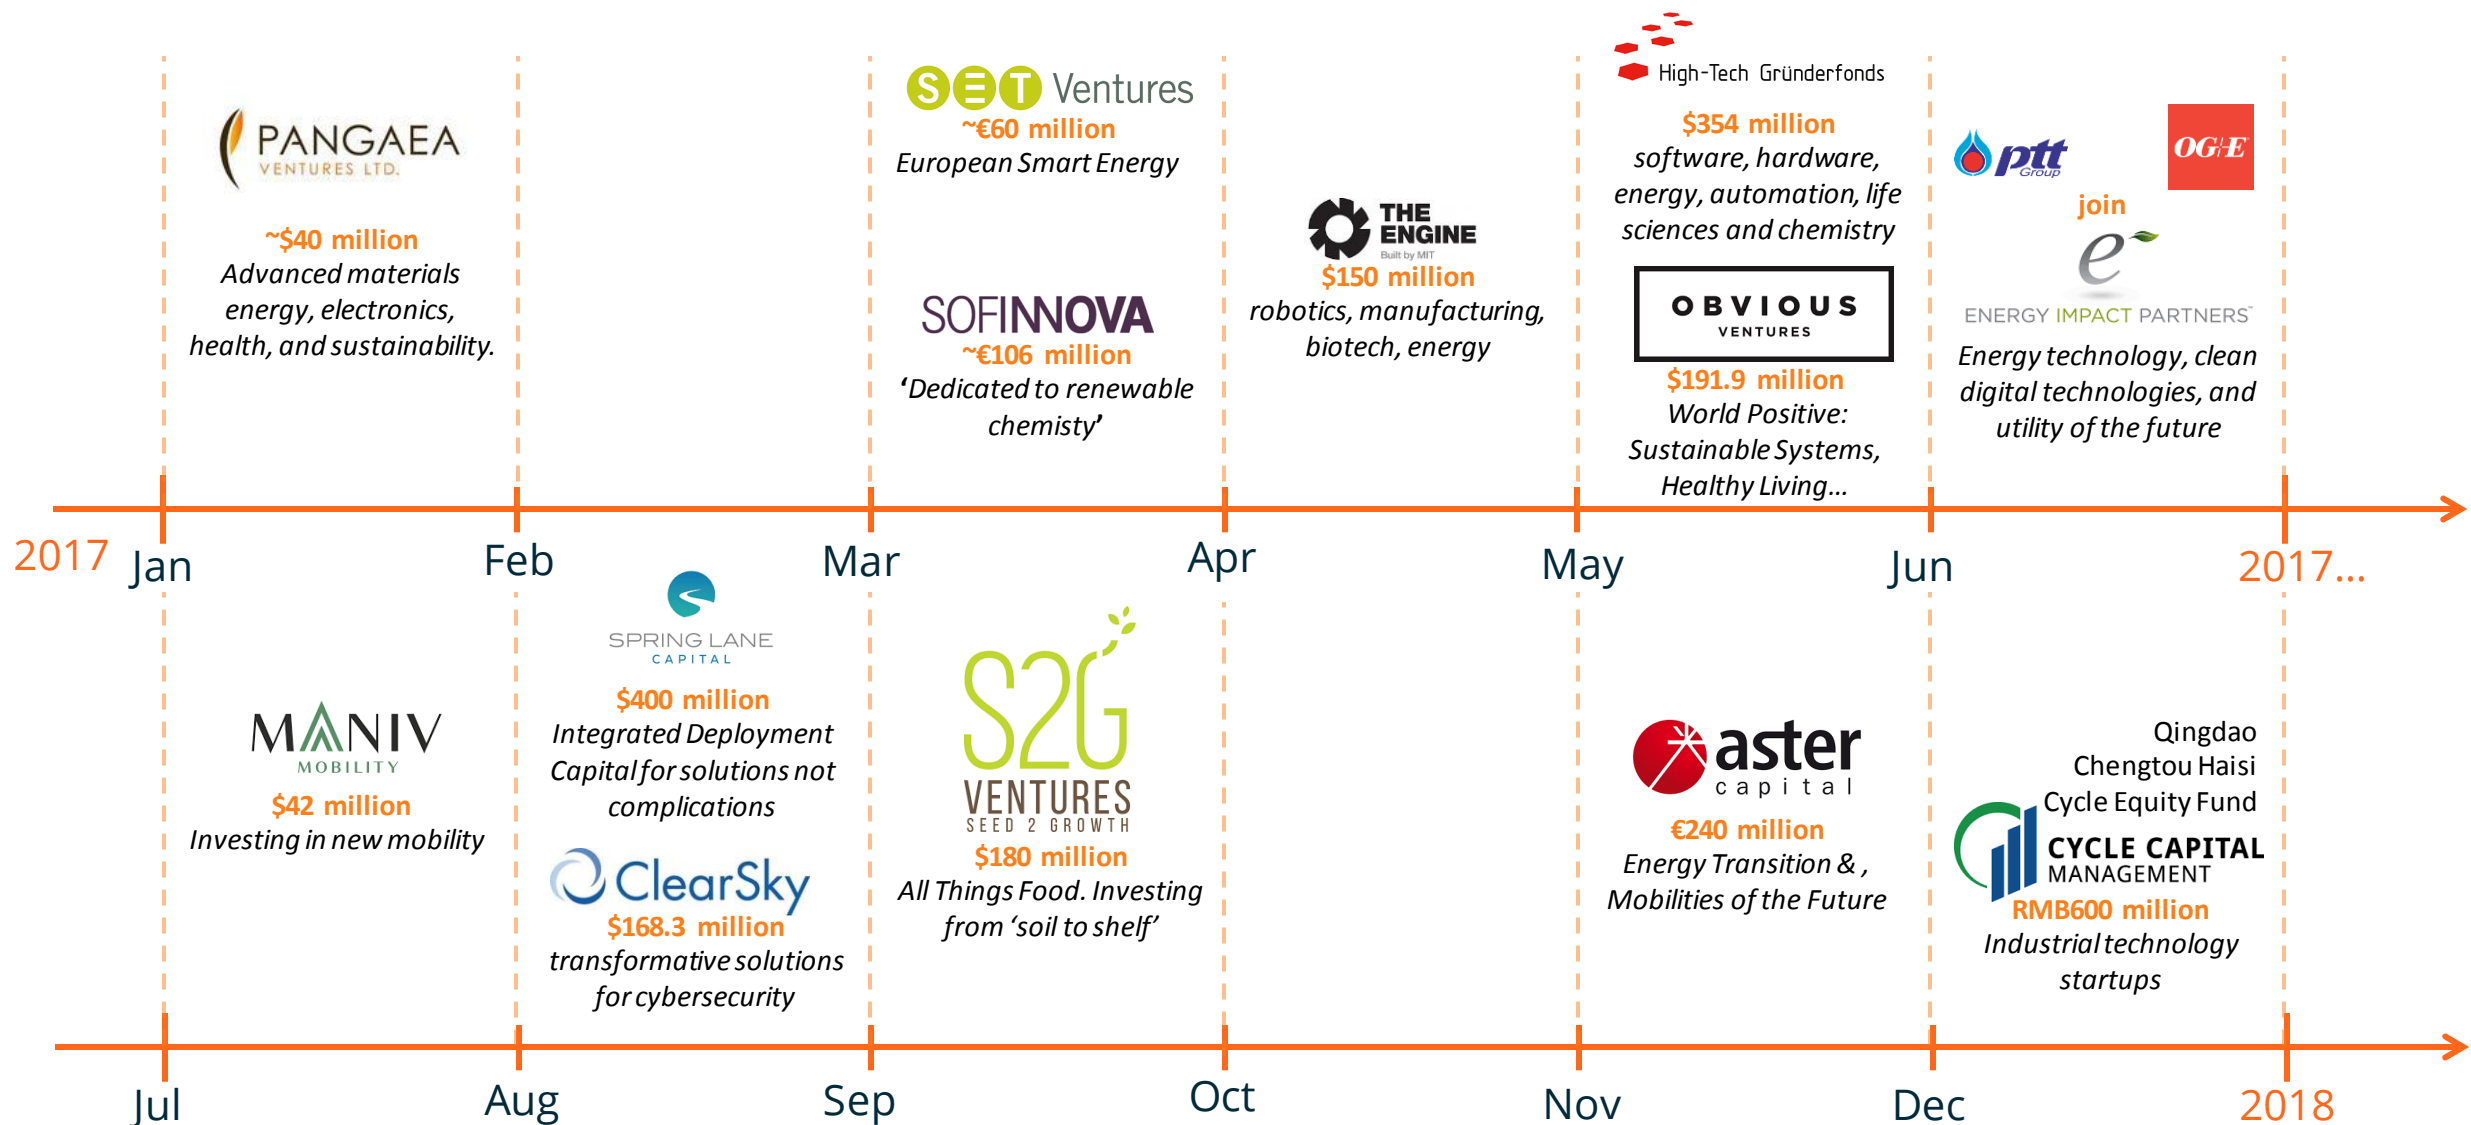 PANGAEA
VENTURES LTD.
~$40 million
Advanced materials
energy, electronics,
health, and sustainability.
SET Ventures
~€60 million
European Smart Energy
SOFINNOVA
~€106 million
‘Dedicated to renewable
chemisty’
THE
ENGINE
Built by MIT
$150 million
robotics, manufacturing,
biotech, energy
High-Tech Gründerfonds
$354 million
software, hardware,
energy, automation, life
sciences and chemistry
OBVIOUS
VENTURES
$191.9 million
World Positive:
Sustainable Systems,
Healthy Living...
ptt
Group
OG/E
join
e
ENERGY IMPACT PARTNERS™
Energy technology, clean
digital technologies, and
utility of the future
2017
Jan
Feb
Mar
Apr
May
Jun
2017...
MANIV
MOBILITY
$42 million
Investing in new mobility
SPRING LANE
CAPITAL
$400 million
Integrated Deployment
Capital for solutions not
complications
ClearSky
$168.3 million
transformative solutions
for cybersecurity
S2G
VENTURES
SEED 2 GROWTH
$180 million
All Things Food. Investing
from ‘soil to shelf’
aster
capital
€240 million
Energy Transition & ,
Mobilities of the Future
Qingdao
Chengtou Haisi
Cycle Equity Fund
CYCLE CAPITAL
MANAGEMENT
RMB600 million
Industrial technology
startups
Jul
Aug
Sep
Oct
Nov
Dec
2018